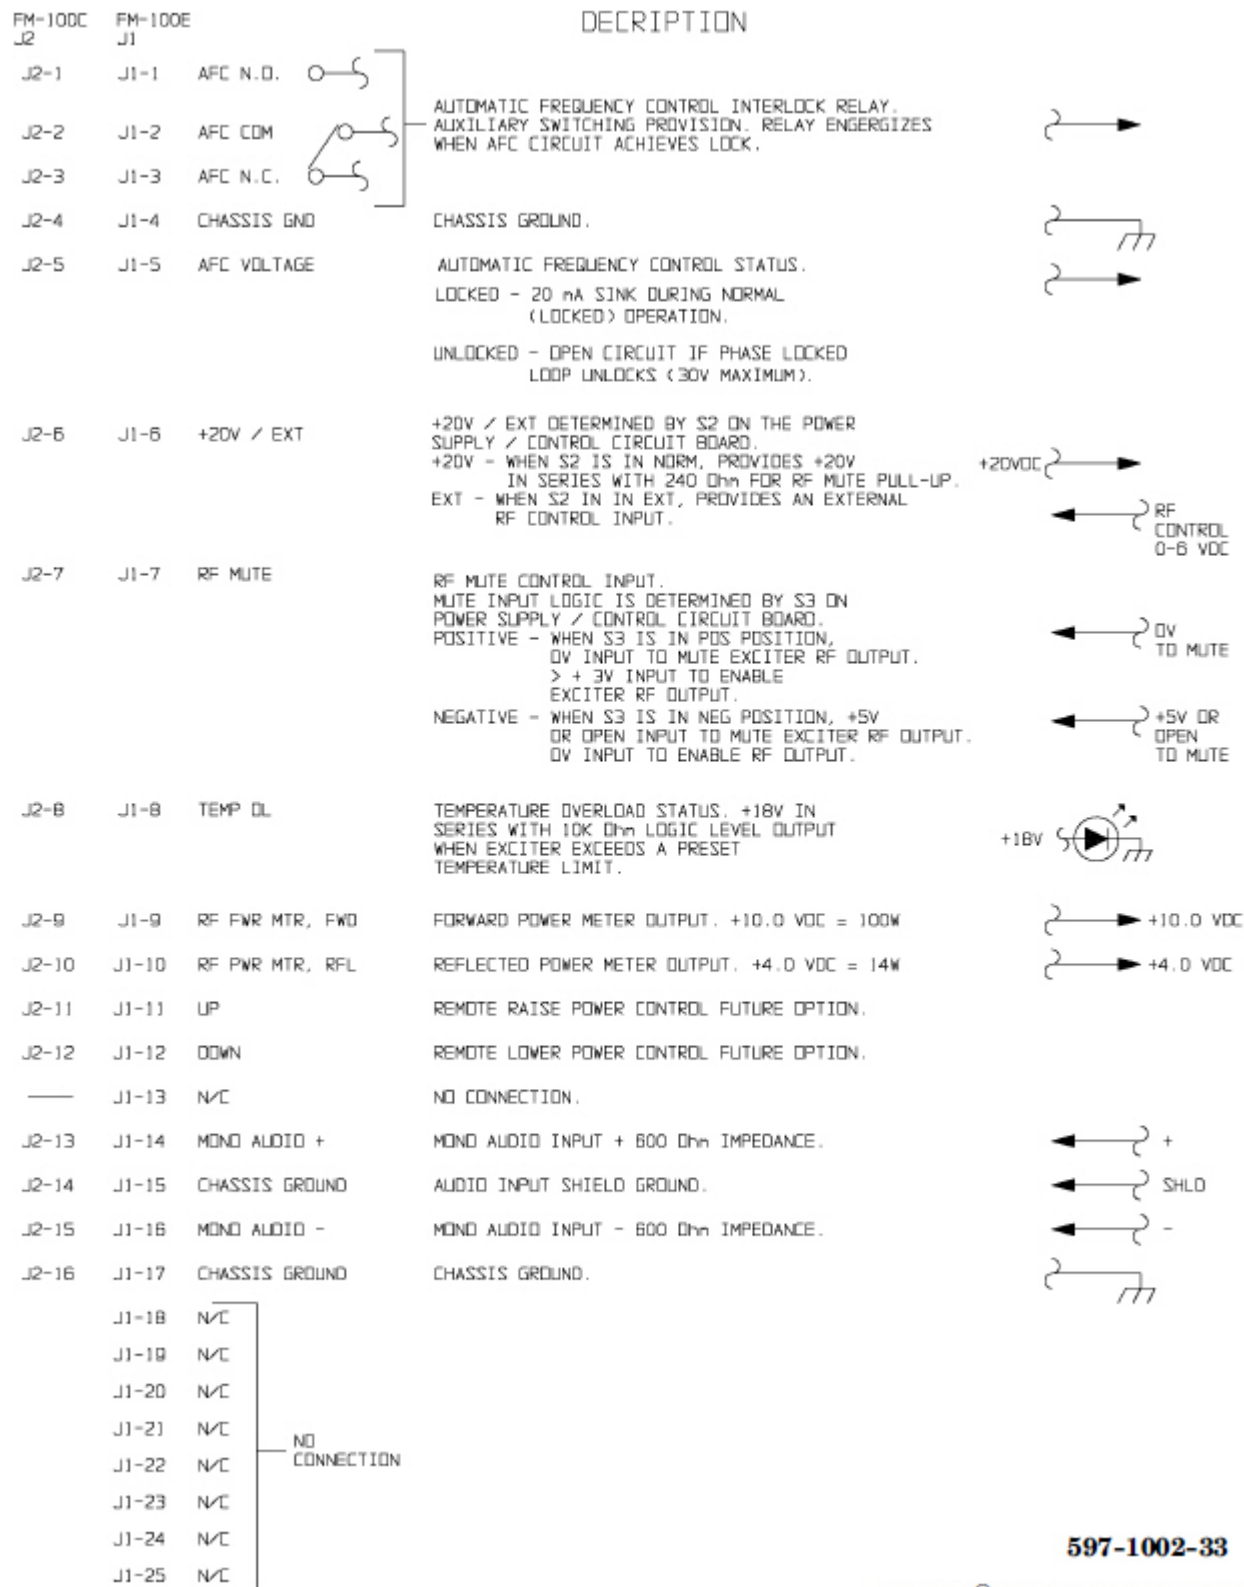 FM-100C FM-100E DECRIPTION
J2 J1
J2-1 J1-1 AFC N.O.
AUTOMATIC FREQUENCY CONTROL INTERLOCK RELAY.
J2-2 J1-2 AFC COM AUXILIARY SWITCHING PROVISION. RELAY ENGERGIZES
WHEN AFC CIRCUIT ACHIEVES LOCK.
J2-3 J1-3 AFC N.C.
J2-4 J1-4 CHASSIS GND CHASSIS GROUND.
J2-5 J1-5 AFC VOLTAGE AUTOMATIC FREQUENCY CONTROL STATUS.
LOCKED - 20 mA SINK DURING NORMAL
(LOCKED) OPERATION.
UNLOCKED - OPEN CIRCUIT IF PHASE LOCKED
LOOP UNLOCKS (30V MAXIMUM).
J2-6 J1-6 +20V / EXT +20V / EXT DETERMINED BY S2 ON THE POWER
SUPPLY / CONTROL CIRCUIT BOARD.
+20V - WHEN S2 IS IN NORM, PROVIDES +20V +20VDC
IN SERIES WITH 240 Ohm FOR RF MUTE PULL-UP.
EXT - WHEN S2 IN IN EXT, PROVIDES AN EXTERNAL RF
RF CONTROL INPUT. CONTROL
0-6 VDC
J2-7 J1-7 RF MUTE RF MUTE CONTROL INPUT.
MUTE INPUT LOGIC IS DETERMINED BY S3 ON
POWER SUPPLY / CONTROL CIRCUIT BOARD.
POSITIVE - WHEN S3 IS IN POS POSITION, 0V
0V INPUT TO MUTE EXCITER RF OUTPUT. TO MUTE
> + 3V INPUT TO ENABLE
EXCITER RF OUTPUT.
NEGATIVE - WHEN S3 IS IN NEG POSITION, +5V +5V OR
OR OPEN INPUT TO MUTE EXCITER RF OUTPUT. OPEN
0V INPUT TO ENABLE RF OUTPUT. TO MUTE
J2-8 J1-8 TEMP OL TEMPERATURE OVERLOAD STATUS. +18V IN
SERIES WITH 10K Ohm LOGIC LEVEL OUTPUT +18V
WHEN EXCITER EXCEEDS A PRESET
TEMPERATURE LIMIT.
J2-9 J1-9 RF FWR MTR, FWD FORWARD POWER METER OUTPUT. +10.0 VDC = 100W +10.0 VDC
J2-10 J1-10 RF PWR MTR, RFL REFLECTED POWER METER OUTPUT. +4.0 VDC = 14W +4.0 VDC
J2-11 J1-11 UP REMOTE RAISE POWER CONTROL FUTURE OPTION.
J2-12 J1-12 DOWN REMOTE LOWER POWER CONTROL FUTURE OPTION.
—— J1-13 N/C NO CONNECTION.
J2-13 J1-14 MONO AUDIO + MONO AUDIO INPUT + 600 Ohm IMPEDANCE. +
J2-14 J1-15 CHASSIS GROUND AUDIO INPUT SHIELD GROUND. SHLD
J2-15 J1-16 MONO AUDIO - MONO AUDIO INPUT - 600 Ohm IMPEDANCE. -
J2-16 J1-17 CHASSIS GROUND CHASSIS GROUND.
J1-18 N/C
J1-19 N/C
J1-20 N/C
J1-21 N/C
NO
CONNECTION
J1-22 N/C
J1-23 N/C
J1-24 N/C
597-1002-33
J1-25 N/C